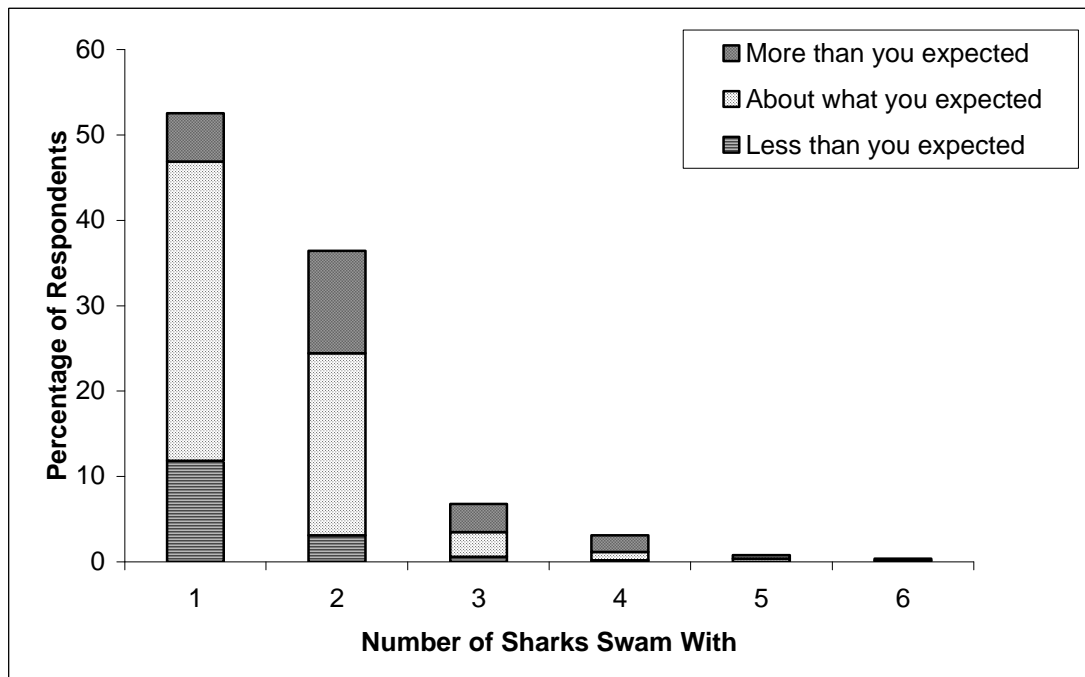 60
50
40
30
20
10
0
Percentage of Respondents
More than you expected
About what you expected
Less than you expected
1 2 3 4 5 6
Number of Sharks Swam With